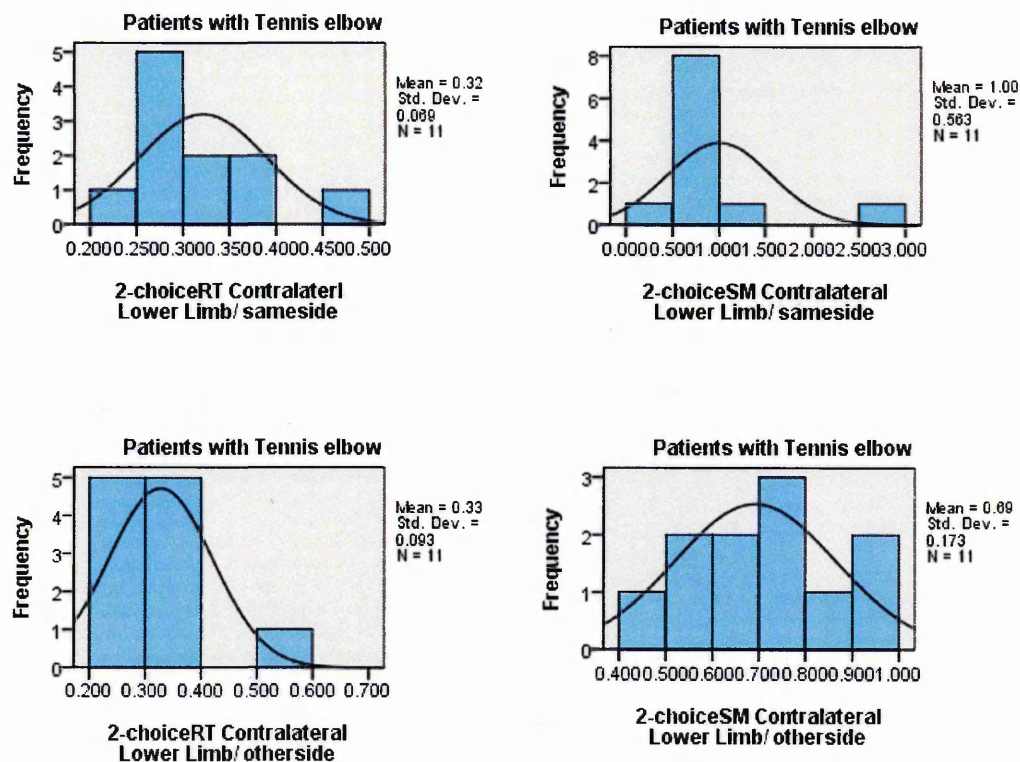 Patients with Tennis elbow
Frequency
5
4
3
2
1
0
0.200 0.250 0.300 0.350 0.400 0.450 0.500
Mean = 0.32
Std. Dev. =
0.069
N = 11
2-choiceRT Contralaterl
Lower Limb/ sameside
Patients with Tennis elbow
Frequency
8
6
4
2
0
0.000 0.500 1.000 1.500 2.000 2.500 3.000
Mean = 1.00
Std. Dev. =
0.563
N = 11
2-choiceSM Contralateral
Lower Limb/ sameside
Patients with Tennis elbow
Frequency
5
4
3
2
1
0
0.200 0.300 0.400 0.500 0.600 0.700
Mean = 0.33
Std. Dev. =
0.093
N = 11
2-choiceRT Contralateral
Lower Limb/ otherside
Patients with Tennis elbow
Frequency
3
2
1
0
0.400 0.500 0.600 0.700 0.800 0.900 1.000
Mean = 0.69
Std. Dev. =
0.173
N = 11
2-choiceSM Contralateral
Lower Limb/ otherside